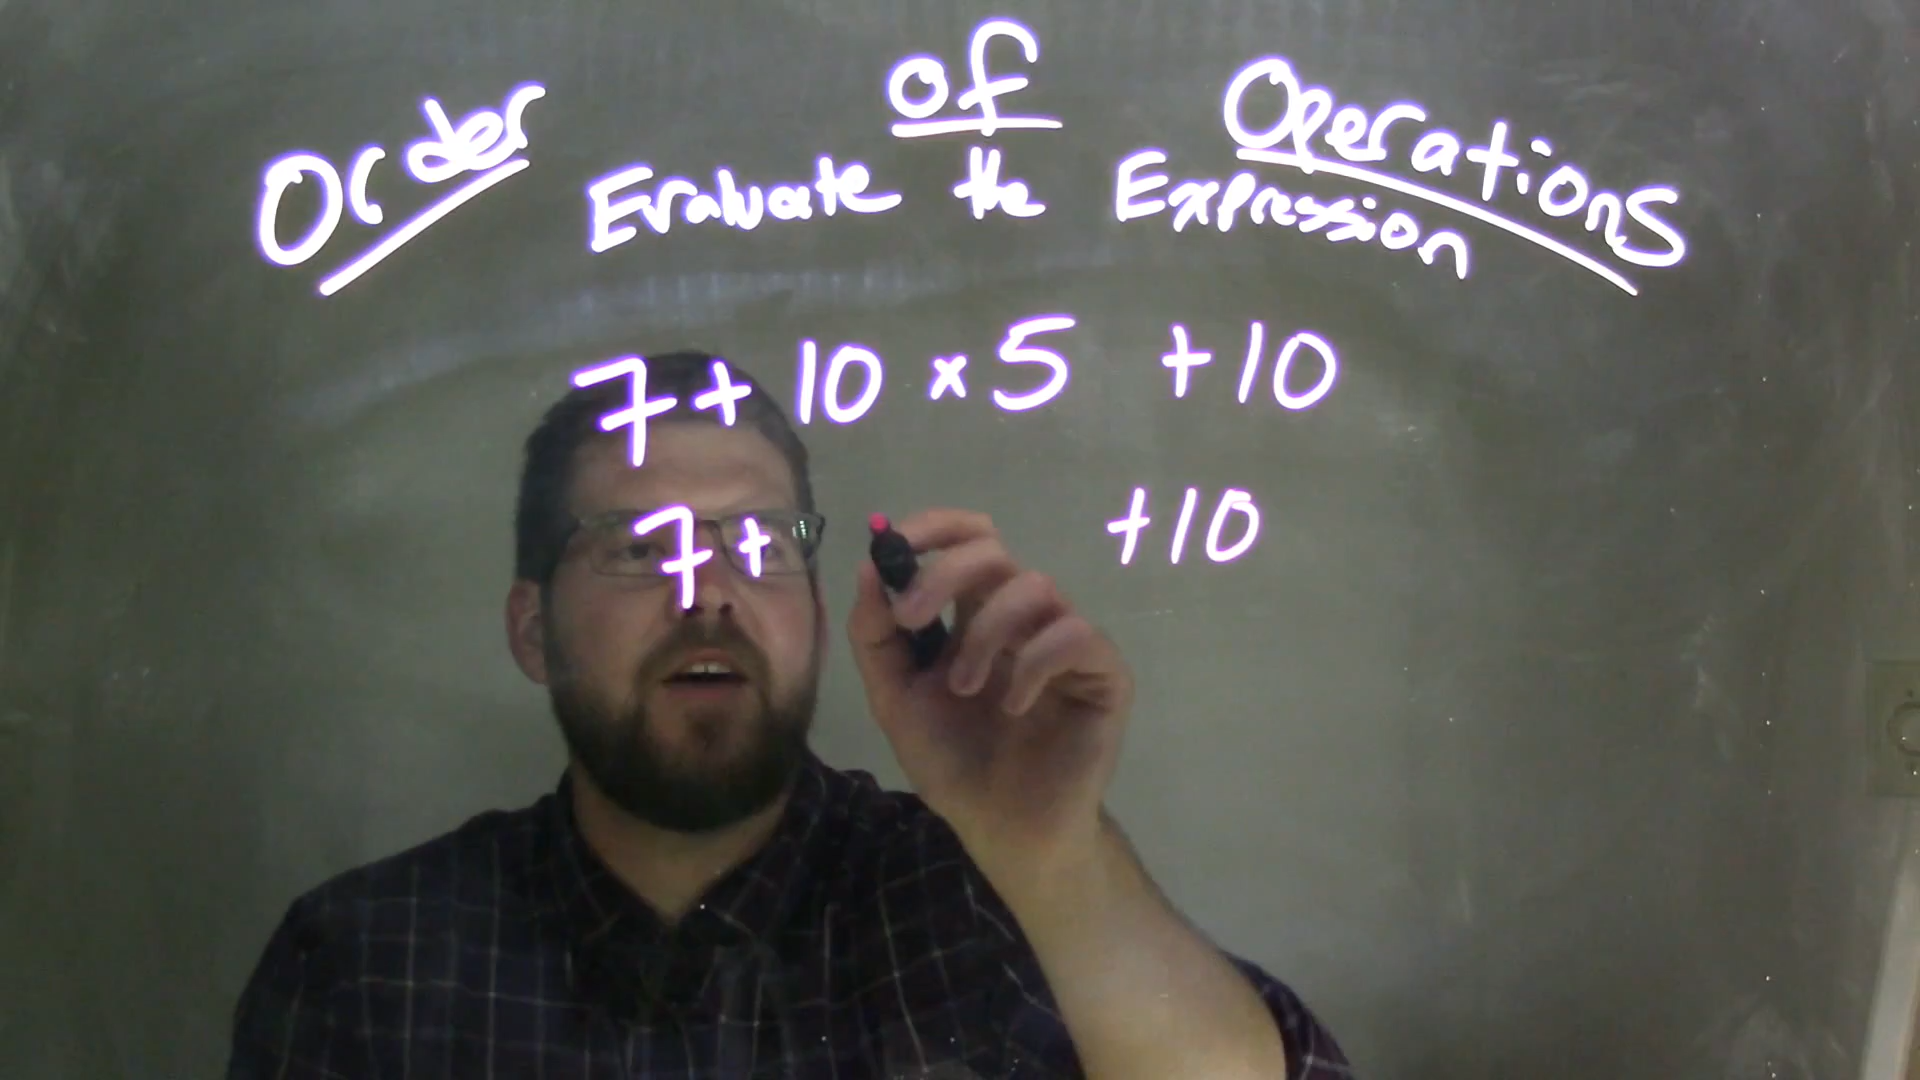 Order of Operations
Evaluate the Expression
7 + 10 × 5 + 10
7 + + 10